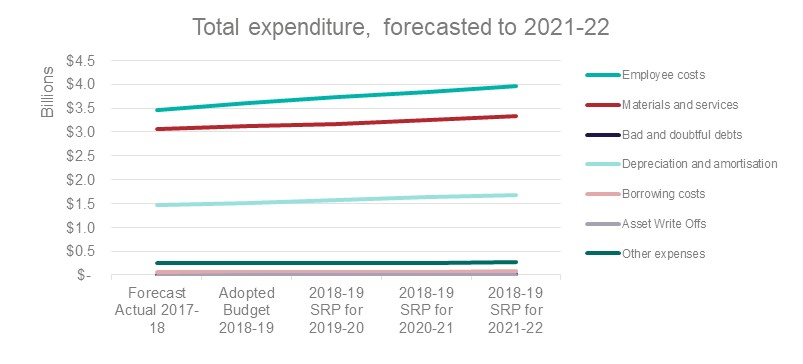 Total expenditure, forecasted to 2021-22
Billions
$4.5
$4.0
$3.5
$3.0
$2.5
$2.0
$1.5
$1.0
$0.5
$-
Forecast
Actual 2017-
18
Adopted
Budget
2018-19
2018-19
SRP for
2019-20
2018-19
SRP for
2020-21
2018-19
SRP for
2021-22
Employee costs
Materials and services
Bad and doubtful debts
Depreciation and amortisation
Borrowing costs
Asset Write Offs
Other expenses